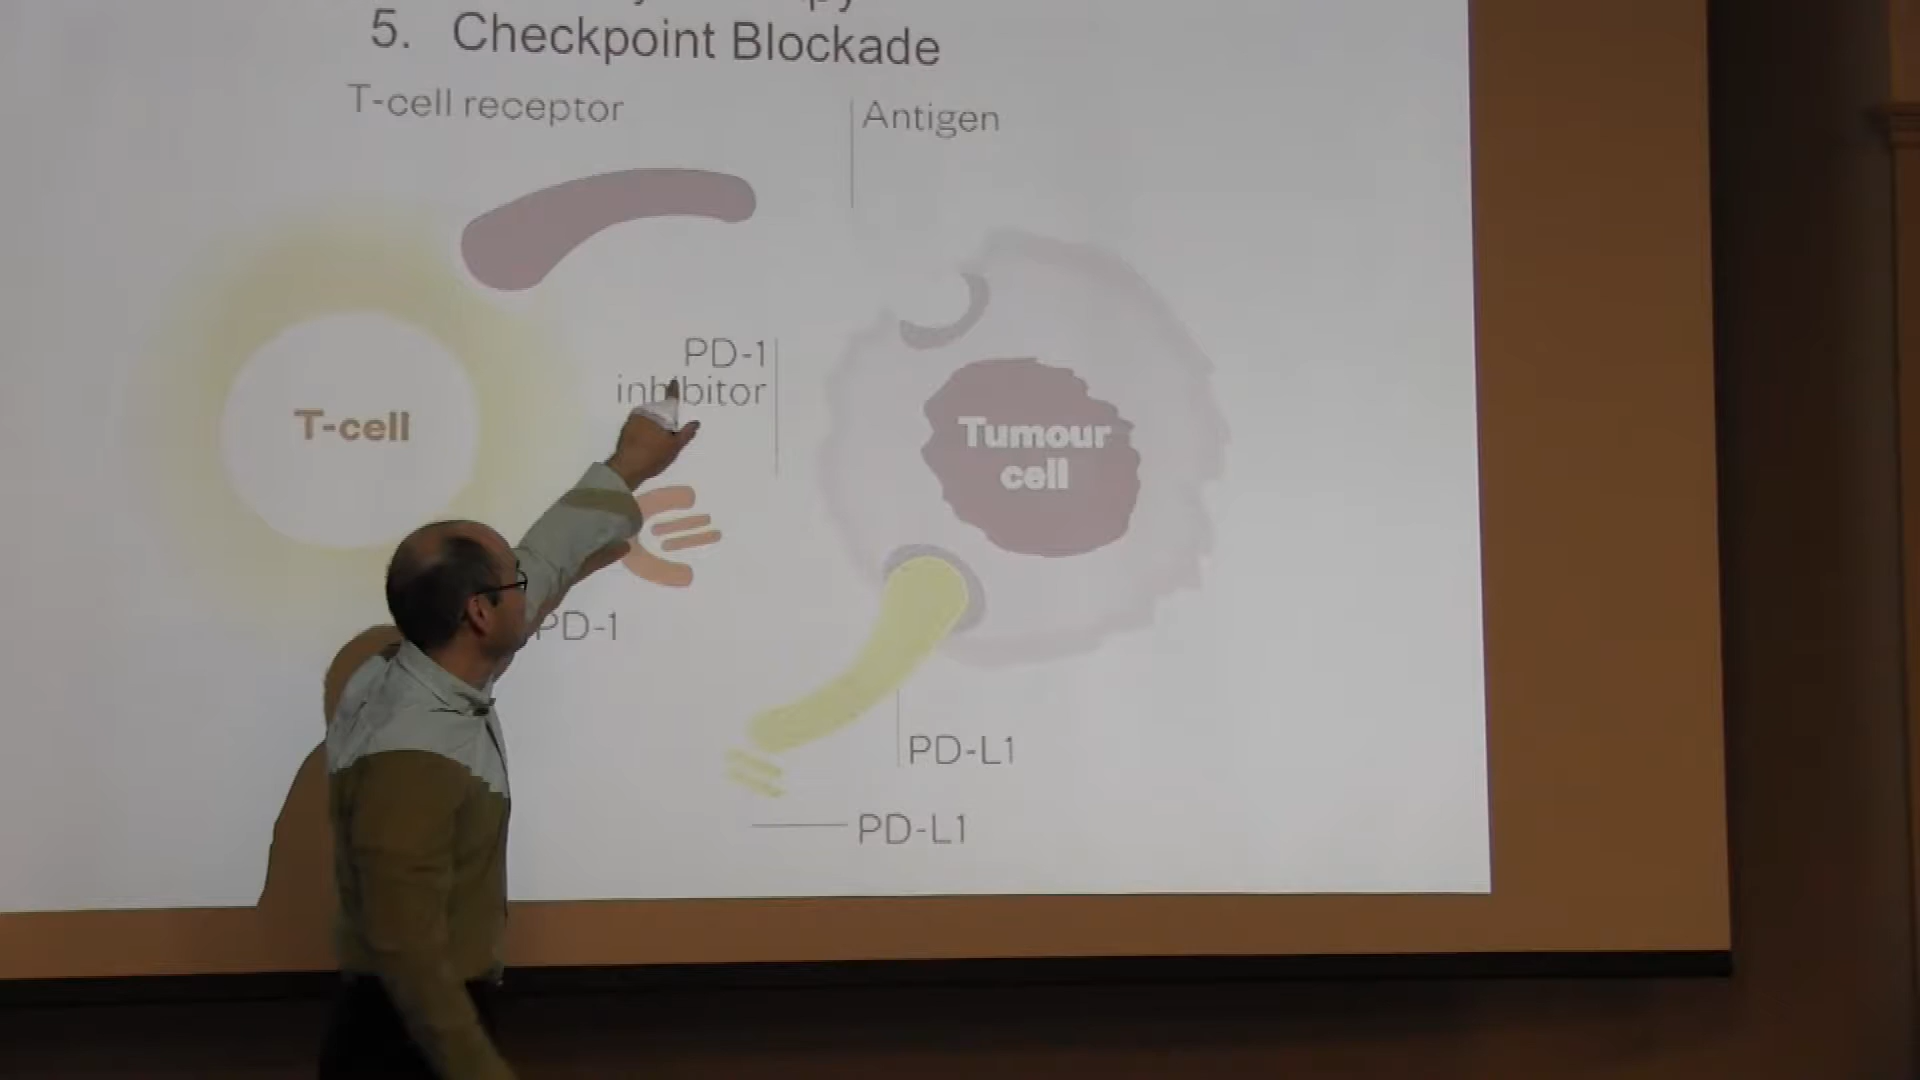 5. Checkpoint Blockade
T-cell receptor
Antigen
PD-1
inhibitor
T-cell
Tumour
cell
PD-1
PD-L1
PD-L1